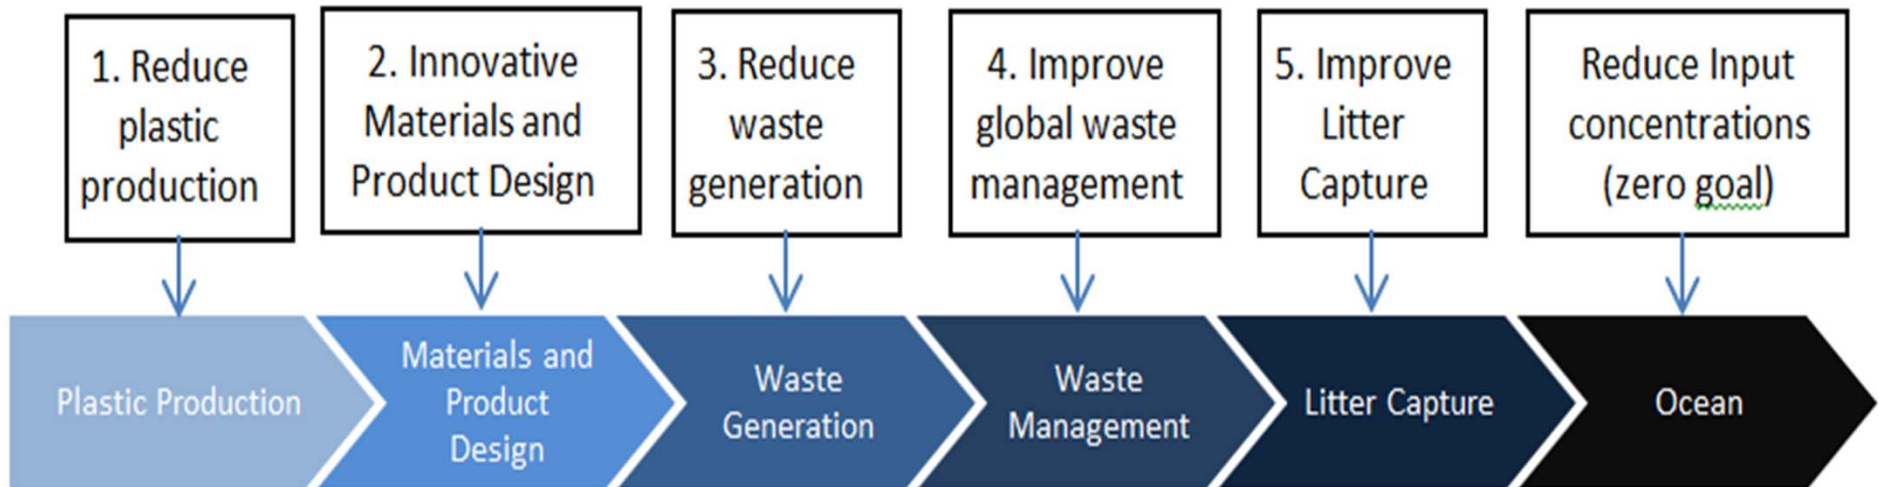 1. Reduce
plastic
production
2. Innovative
Materials and
Product Design
3. Reduce
waste
generation
4. Improve
global waste
management
5. Improve
Litter
Capture
Reduce Input
concentrations
(zero goal)
Plastic Production
Materials and
Product
Design
Waste
Generation
Waste
Management
Litter Capture
Ocean